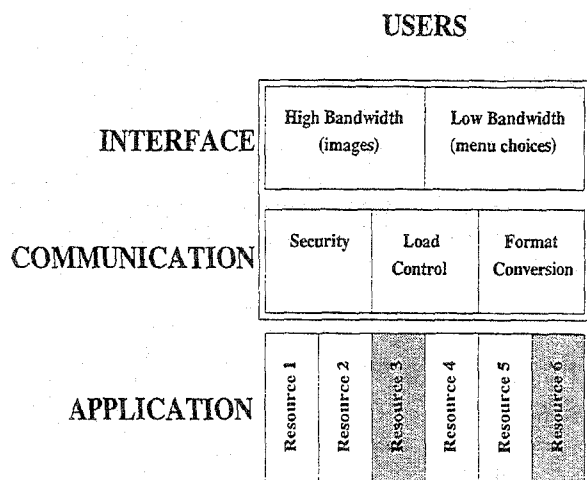 USERS
INTERFACE
High Bandwidth
(images)
Low Bandwidth
(menu choices)
COMMUNICATION
Security
Load
Control
Format
Conversion
APPLICATION
Resource 1
Resource 2
Resource 3
Resource 4
Resource 5
Resource 6